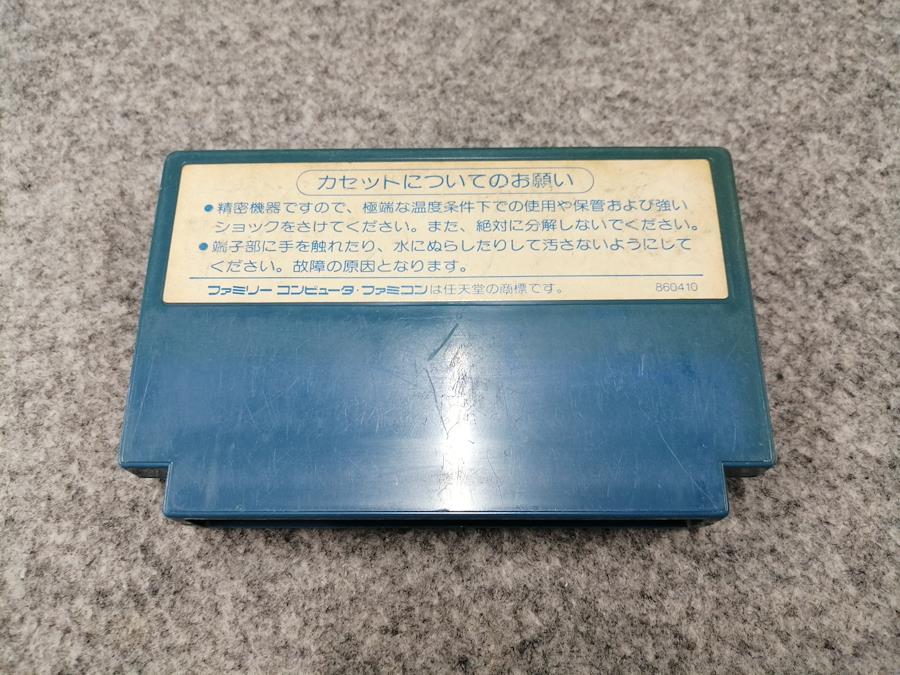 カセットについてのお願い
●精密機器ですので、極端な温度条件下での使用や保管および強い
ショックをさけてください。また、絶対に分解しないでください。
●端子部に手を触れたり、水にぬらしたりして汚さないようにして
ください。故障の原因となります。
ファミリー コンピュータ・ファミコンは任天堂の商標です。 860410